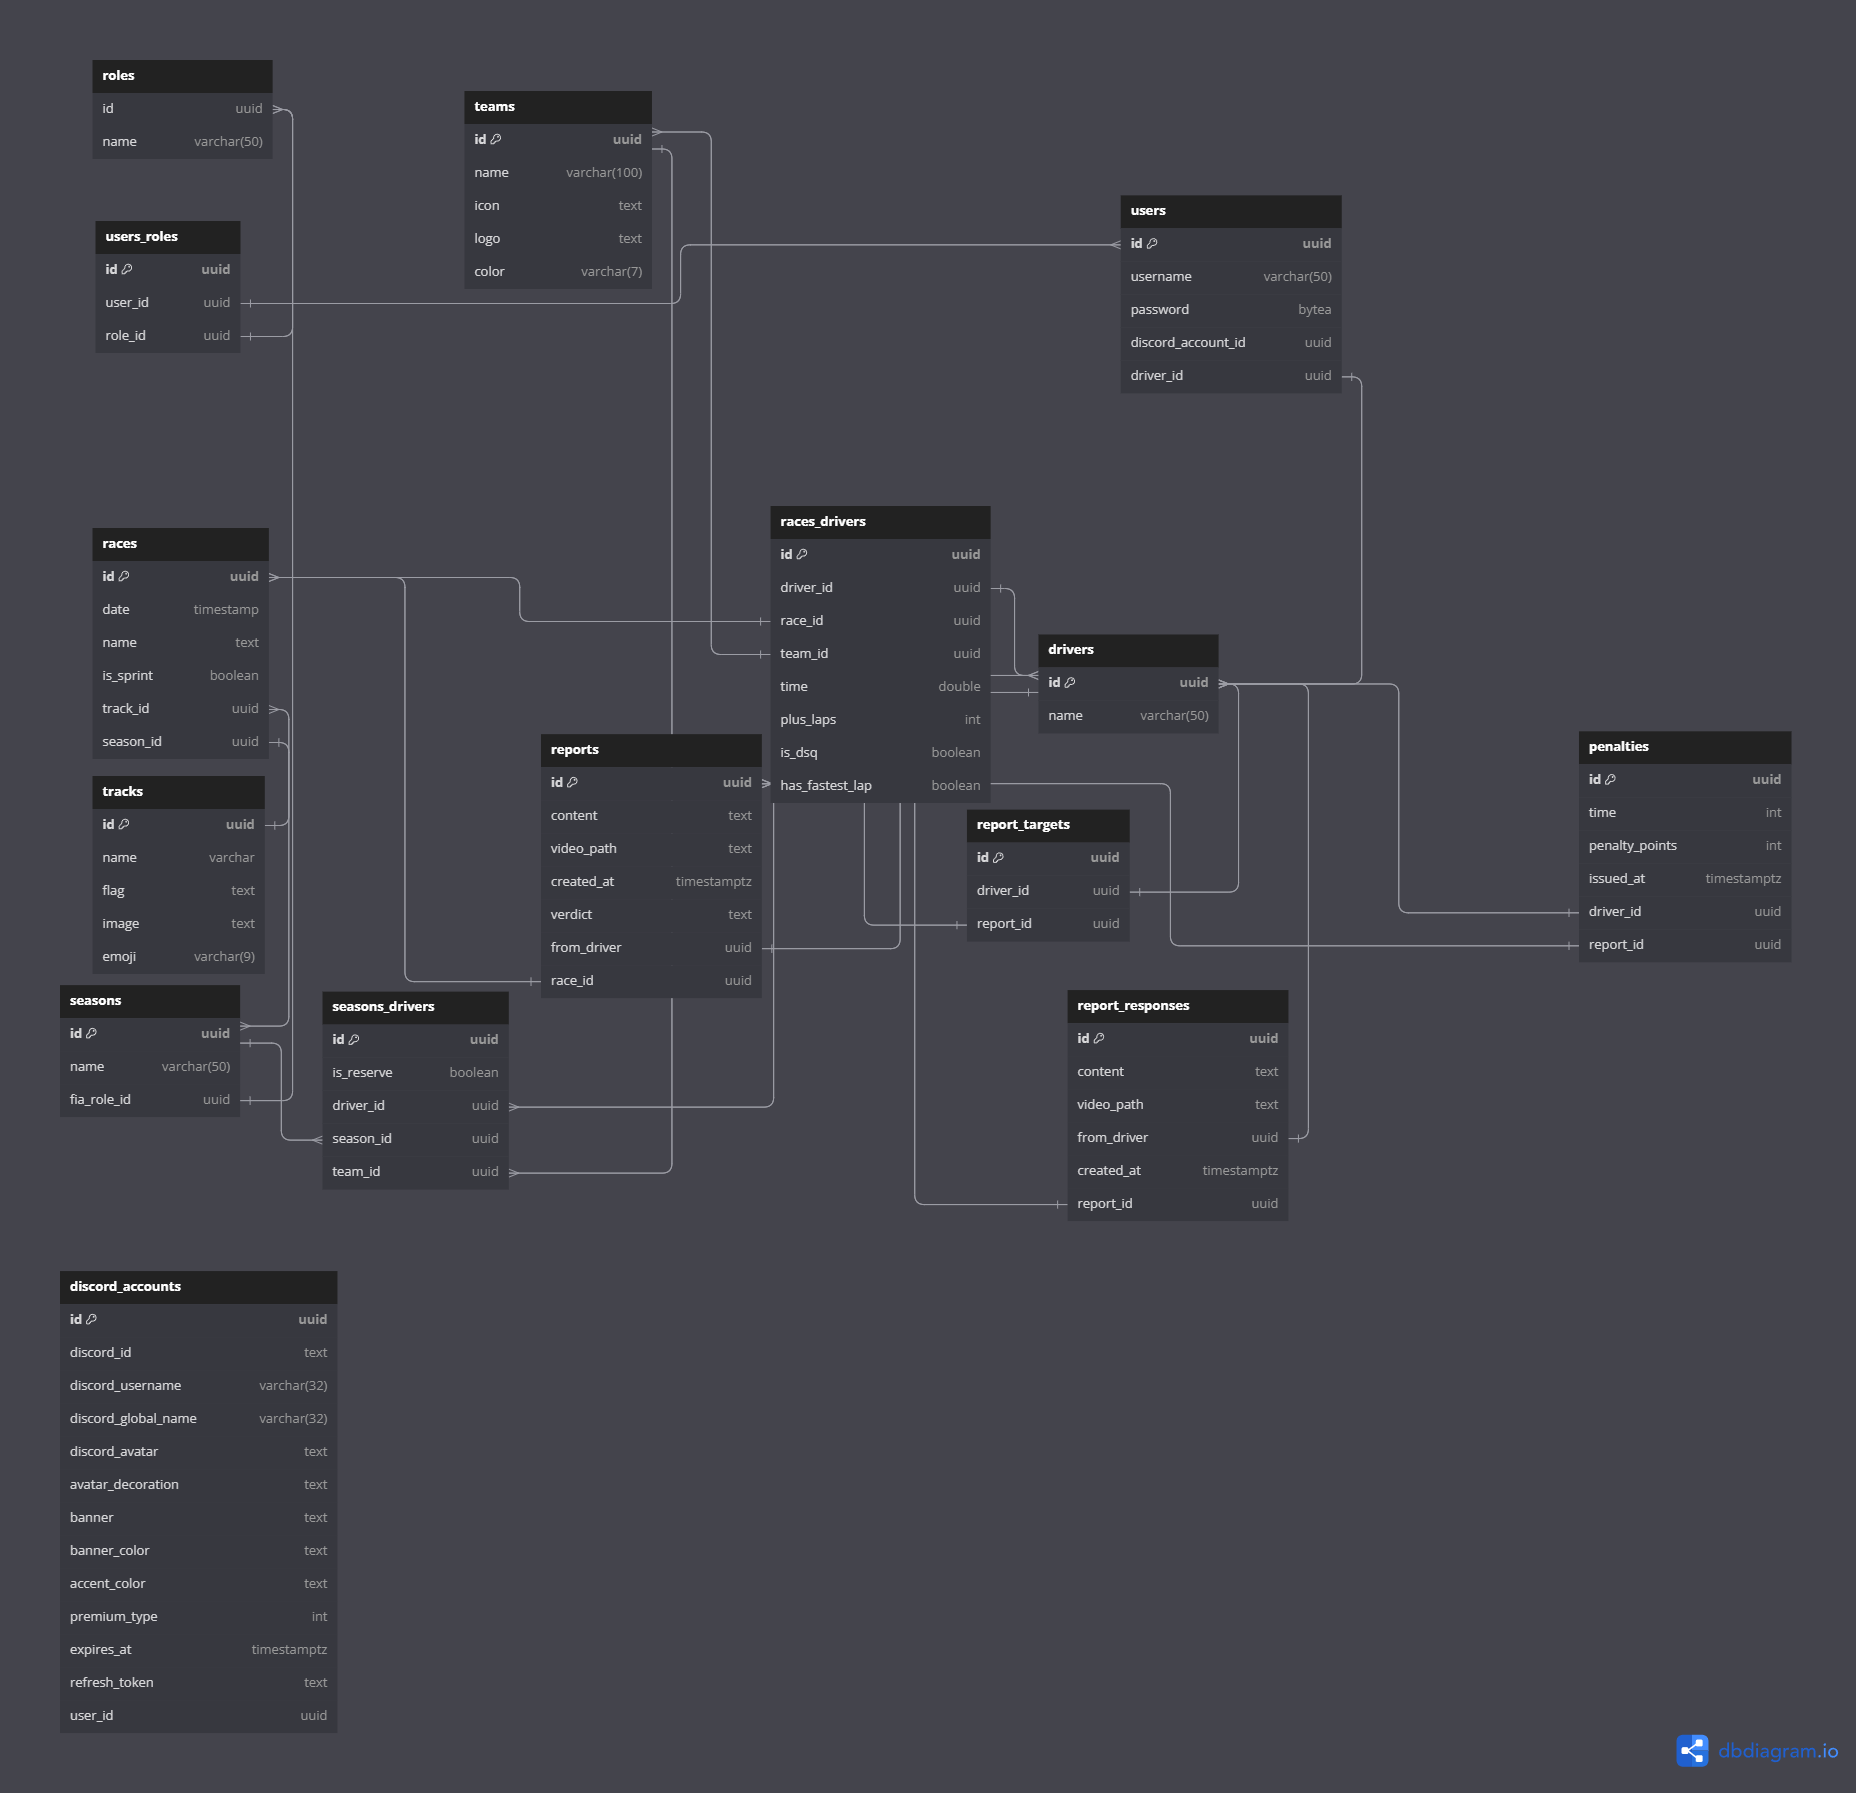 roles
id uuid
name varchar(50)
teams
id uuid
name varchar(100)
icon text
logo text
color varchar(7)
users
id uuid
username varchar(50)
password bytea
discord_account_id uuid
driver_id uuid
users_roles
id uuid
user_id uuid
role_id uuid
races
id uuid
date timestamp
name text
is_sprint boolean
track_id uuid
season_id uuid
races_drivers
id uuid
driver_id uuid
race_id uuid
team_id uuid
time double
plus_laps int
is_dsq boolean
has_fastest_lap boolean
drivers
id uuid
name varchar(50)
reports
id uuid
content text
video_path text
created_at timestamptz
verdict text
from_driver uuid
race_id uuid
penalties
id uuid
time int
penalty_points int
issued_at timestamptz
driver_id uuid
report_id uuid
tracks
id uuid
name varchar
flag text
image text
emoji varchar(9)
report_targets
id uuid
driver_id uuid
report_id uuid
seasons
id uuid
name varchar(50)
fia_role_id uuid
seasons_drivers
id uuid
is_reserve boolean
driver_id uuid
season_id uuid
team_id uuid
report_responses
id uuid
content text
video_path text
from_driver uuid
created_at timestamptz
report_id uuid
discord_accounts
id uuid
discord_id text
discord_username varchar(32)
discord_global_name varchar(32)
discord_avatar text
avatar_decoration text
banner text
banner_color text
accent_color text
premium_type int
expires_at timestamptz
refresh_token text
user_id uuid
dbdiagram.io